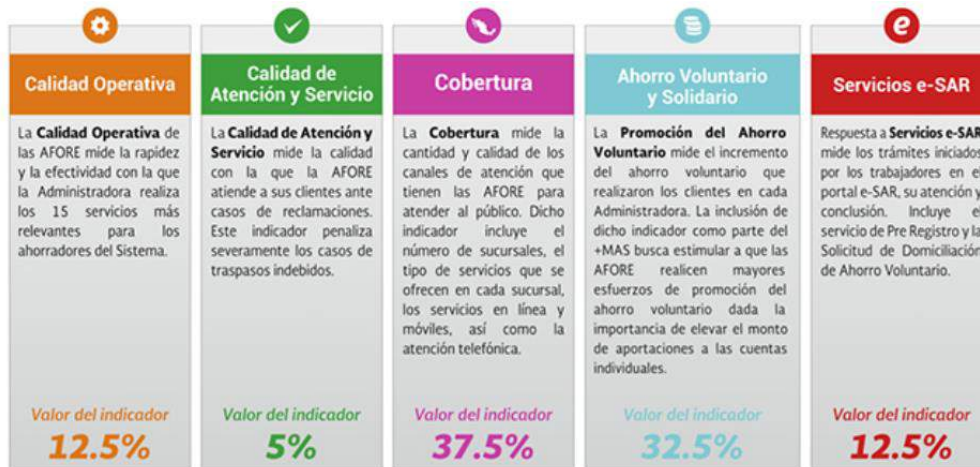 Calidad Operativa
La Calidad Operativa de
las AFORE mide la rapidez
y la efectividad con la que
la Administradora realiza
los 15 servicios más
relevantes para los
ahorradores del Sistema.
Valor del indicador
12.5%
Calidad de
Atención y Servicio
La Calidad de Atención y
Servicio mide la calidad
con la que la AFORE
atiende a sus clientes ante
casos de reclamaciones.
Este indicador penaliza
severamente los casos de
traspasos indebidos.
Valor del indicador
5%
Cobertura
La Cobertura mide la
cantidad y calidad de los
canales de atención que
tienen las AFORE para
atender al público. Dicho
indicador incluye el
número de sucursales, el
tipo de servicios que se
ofrecen en cada sucursal,
los servicios en línea y
móviles, así como la
atención telefónica.
Valor del indicador
37.5%
Ahorro Voluntario
y Solidario
La Promoción del Ahorro
Voluntario mide el incremento
del ahorro voluntario que
realizaron los clientes en cada
Administradora. La inclusión de
dicho indicador como parte del
+MAS busca estimular a que las
AFORE realicen mayores
esfuerzos de promoción del
ahorro voluntario dada la
importancia de elevar el monto
de aportaciones a las cuentas
individuales.
Valor del indicador
32.5%
e
Servicios e-SAR
Respuesta a Servicios e-SAR
mide los trámites iniciados
por los trabajadores en el
portal e-SAR, su atención y
conclusión. Incluye el
servicio de Pre Registro y la
Solicitud de Domiciliación
de Ahorro Voluntario.
Valor del indicador
12.5%